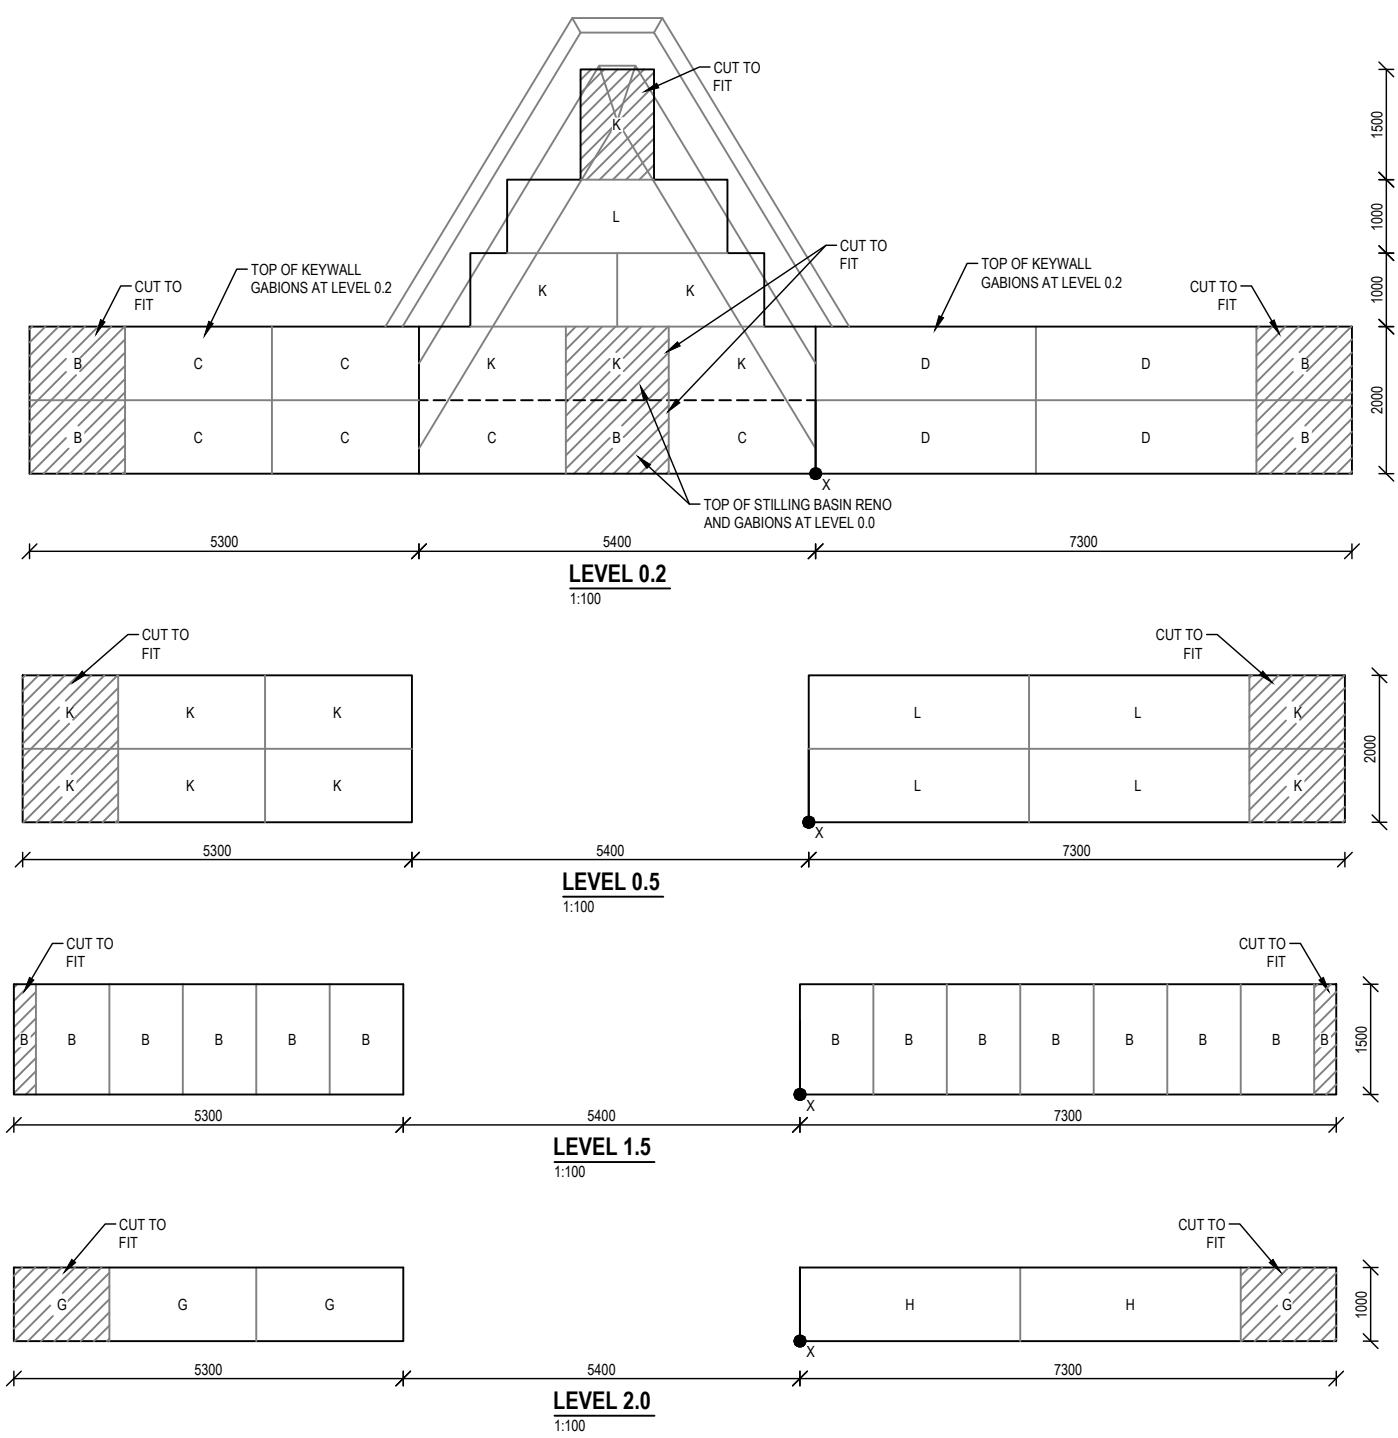 CUT TO
FIT
K
1500
L
1000
CUT TO
FIT
TOP OF KEYWALL
GABIONS AT LEVEL 0.2
CUT TO
FIT
TOP OF KEYWALL
GABIONS AT LEVEL 0.2
CUT TO
FIT
K K
1000
B C C K K K D D B
B C C C B C D D B
2000
X
TOP OF STILLING BASIN RENO
AND GABIONS AT LEVEL 0.0
5300 5400 7300
LEVEL 0.2
1:100
CUT TO
FIT
CUT TO
FIT
K K K L L K
K K K L L K
2000
X
5300 5400 7300
LEVEL 0.5
1:100
CUT TO
FIT
CUT TO
FIT
B B B B B B B B B B B B B B
1500
X
5300 5400 7300
LEVEL 1.5
1:100
CUT TO
FIT
CUT TO
FIT
G G G H H G
1000
X
5300 5400 7300
LEVEL 2.0
1:100